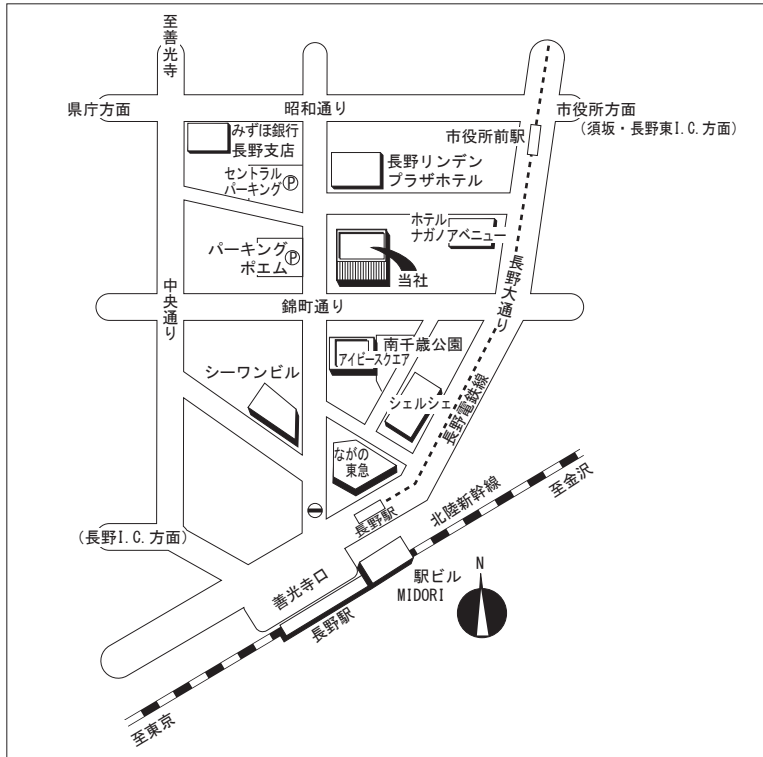 至善光寺
県庁方面
昭和通り
市役所方面
(須坂・長野東I.C.方面)
市役所前駅
みずほ銀行
長野支店
長野リンデン
プラザホテル
セントラル
パーキング
P
ホテル
ナガノアベニュー
パーキング
ポエム
P
当社
長野大通り
中央通り
錦町通り
南千歳公園
アイビースクエア
シーワンビル
シェルシェ
長野電鉄線
ながの
東急
長野駅
北陸新幹線
至金沢
(長野I.C.方面)
善光寺口
駅ビル
MIDORI
N
長野駅
至東京